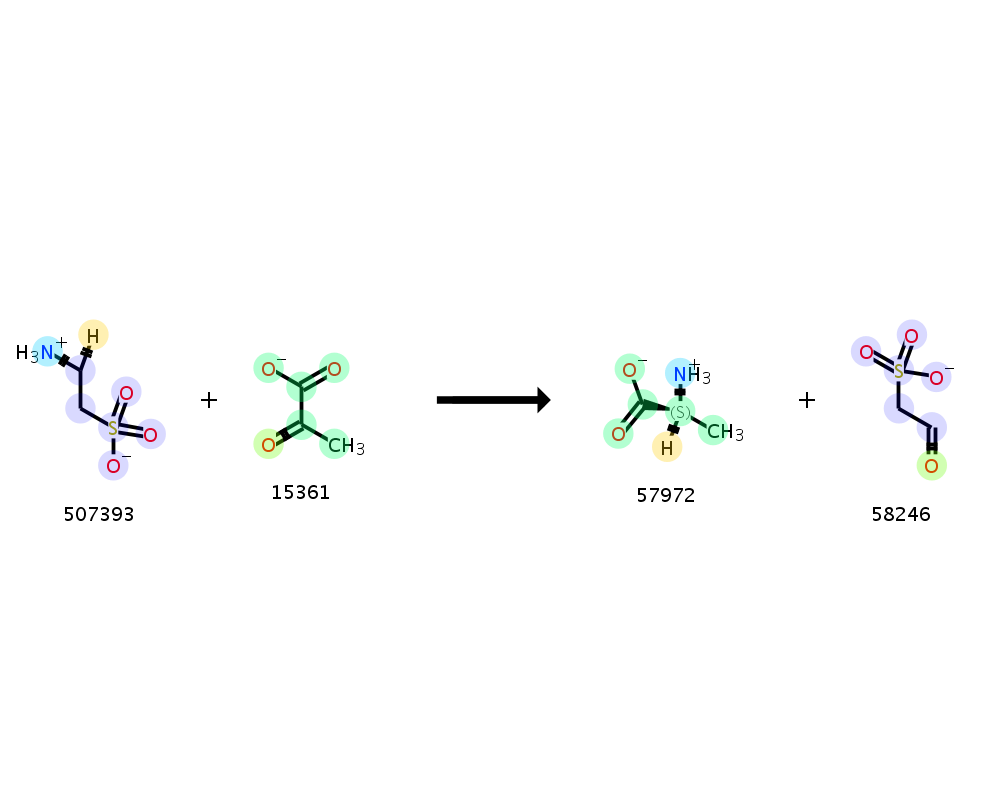 H₃N⁺ H O S O O⁻
+
O⁻ O O CH₃
O⁻ O (S) NH₃⁺ H CH₃
+
O O S O⁻ O
507393 15361 57972 58246